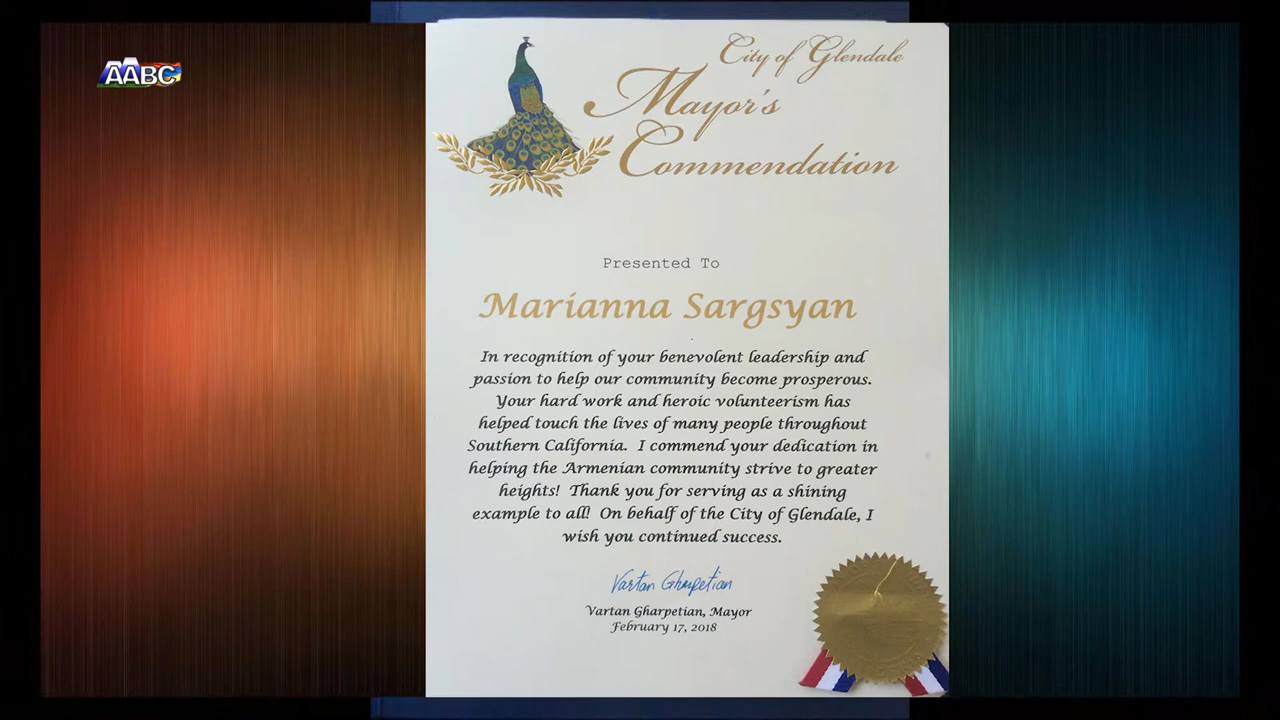 AABC
City of Glendale
Mayor's
Commendation
Presented To
Marianna Sargsyan
In recognition of your benevolent leadership and
passion to help our community become prosperous.
Your hard work and heroic volunteerism has
helped touch the lives of many people throughout
Southern California.  I commend your dedication in
helping the Armenian community strive to greater
heights!  Thank you for serving as a shining
example to all!  On behalf of the City of Glendale, I
wish you continued success.
Vartan Gharpetian
Vartan Gharpetian, Mayor
February 17, 2018